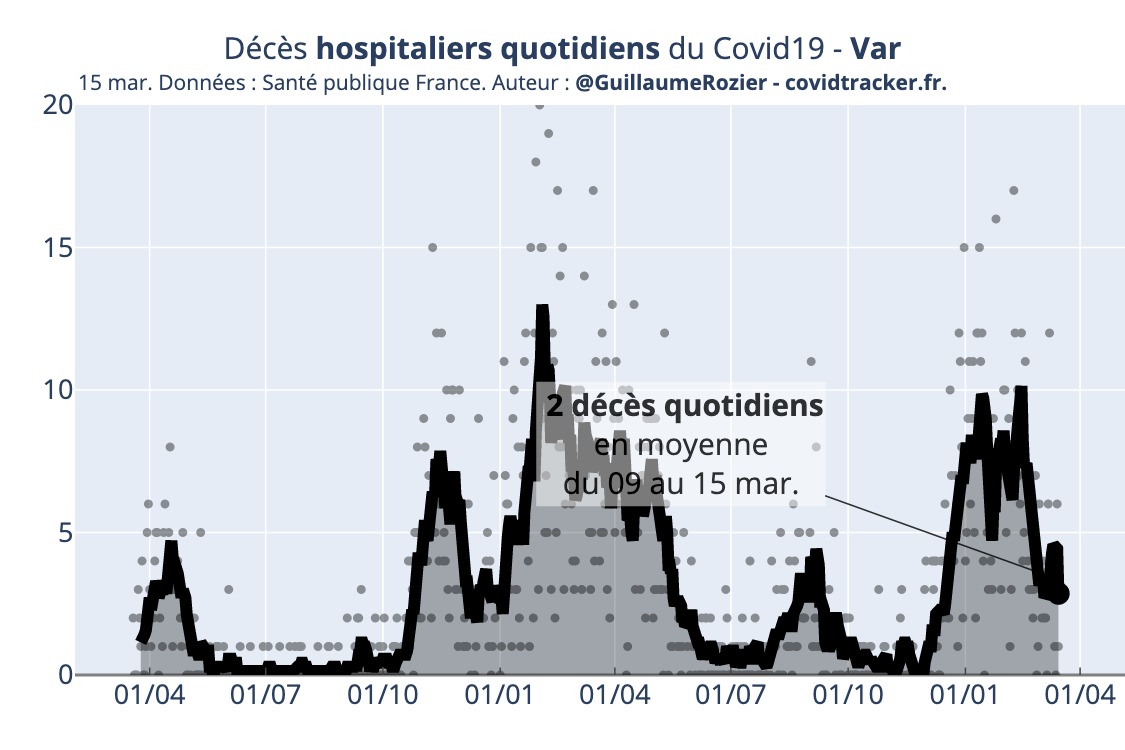 Décès hospitaliers quotidiens du Covid19 - Var
15 mar. Données : Santé publique France. Auteur : @GuillaumeRozier - covidtracker.fr.
20
15
10
5
0
2 décès quotidiens
en moyenne
du 09 au 15 mar.
01/04 01/07 01/10 01/01 01/04 01/07 01/10 01/01 01/04